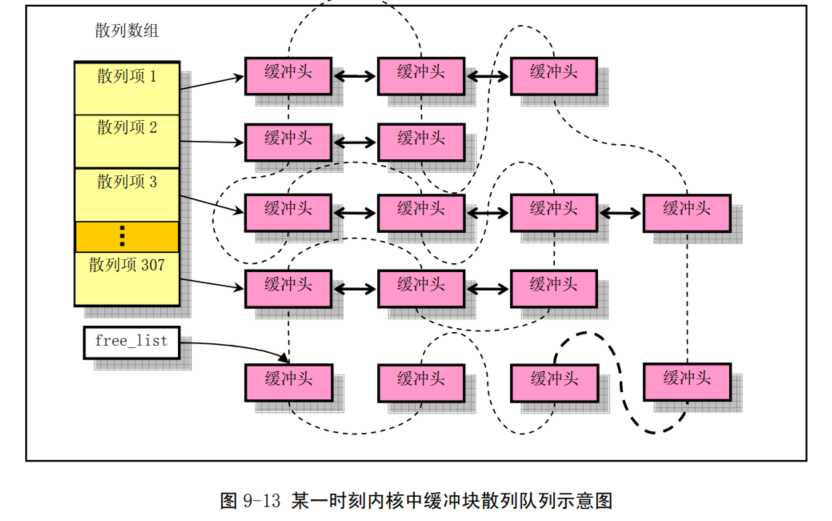 散列数组
散列项 1
缓冲头 缓冲头 缓冲头
散列项 2
缓冲头 缓冲头
散列项 3
缓冲头 缓冲头 缓冲头 缓冲头
⋮
散列项 307
缓冲头 缓冲头 缓冲头
free_list
缓冲头 缓冲头 缓冲头 缓冲头
图 9-13 某一时刻内核中缓冲块散列队列示意图